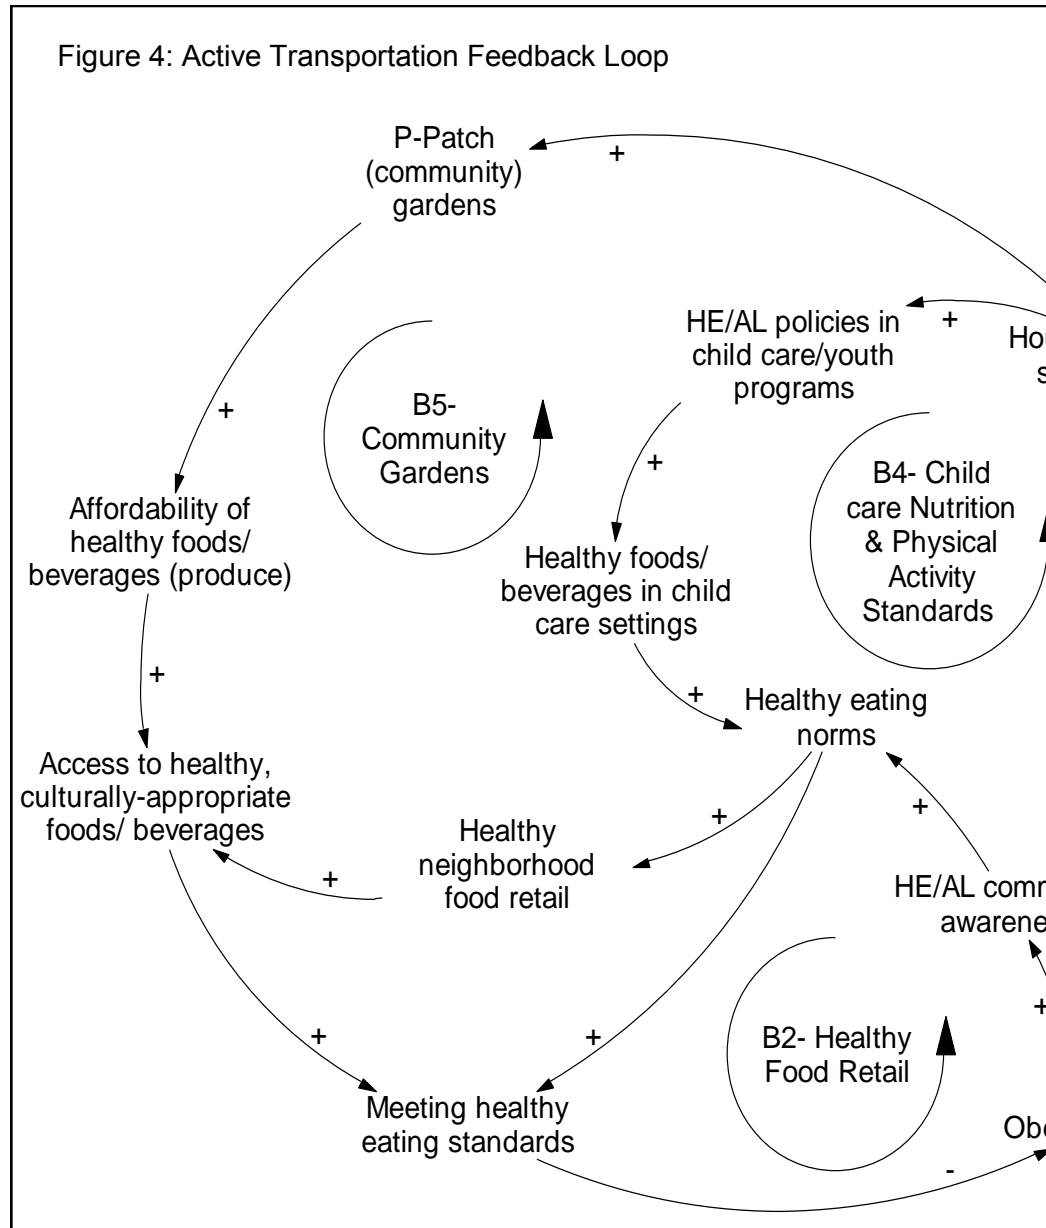 Figure 4: Active Transportation Feedback Loop
P-Patch
(community)
gardens
+
HE/AL policies in
child care/youth
programs
+
+
B5-
Community
Gardens
+
+
B4- Child
care Nutrition
& Physical
Activity
Standards
Affordability of
healthy foods/
beverages (produce)
Healthy foods/
beverages in child
care settings
+
+
Healthy eating
norms
Access to healthy,
culturally-appropriate
foods/ beverages
+
+
Healthy
neighborhood
food retail
+
HE/AL
+
+
+
B2- Healthy
Food Retail
Meeting healthy
eating standards
-